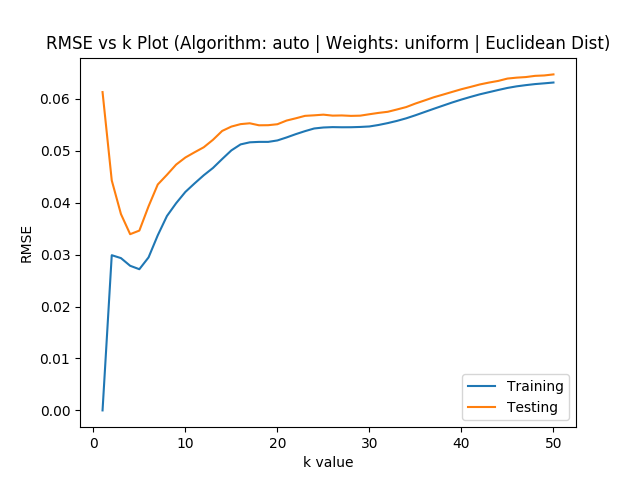 RMSE vs k Plot (Algorithm: auto | Weights: uniform | Euclidean Dist)
RMSE
0.06
0.05
0.04
0.03
0.02
0.01
0.00
0
10
20
30
40
50
k value
Training
Testing